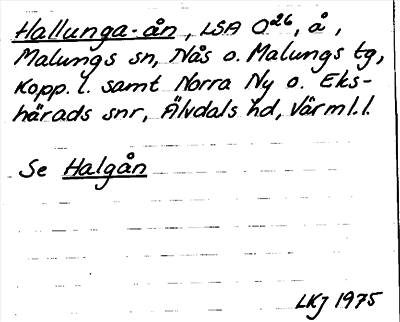 Hallunga-ån, LSA O26, å,
Malungs sn, Nås o. Malungs tg,
Kopp. l. samt Norra Ny o. Eks-
härads snr, Älvdals hd, Värml.l.
Se Halgån
LKJ 1975